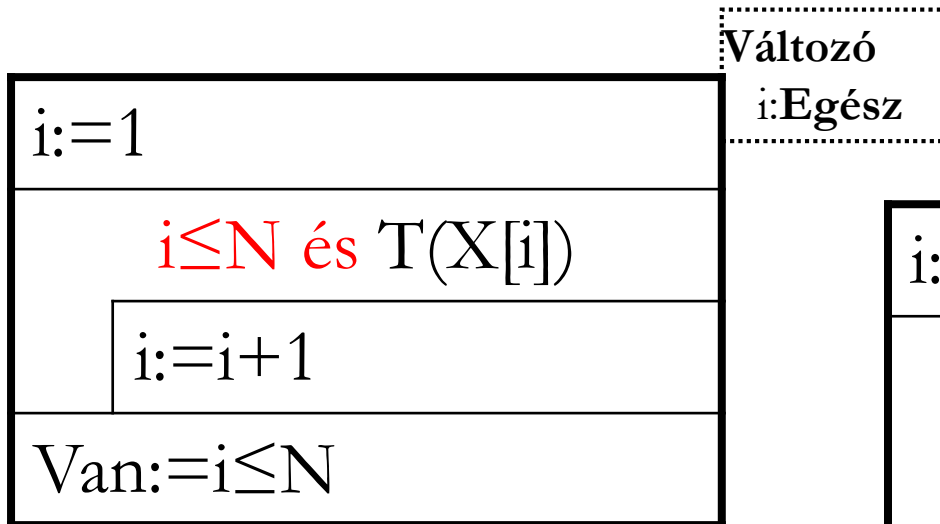 Változó
i:Egész
i:=1
i≤N és T(X[i])
i:=i+1
Van:=i≤N
i: